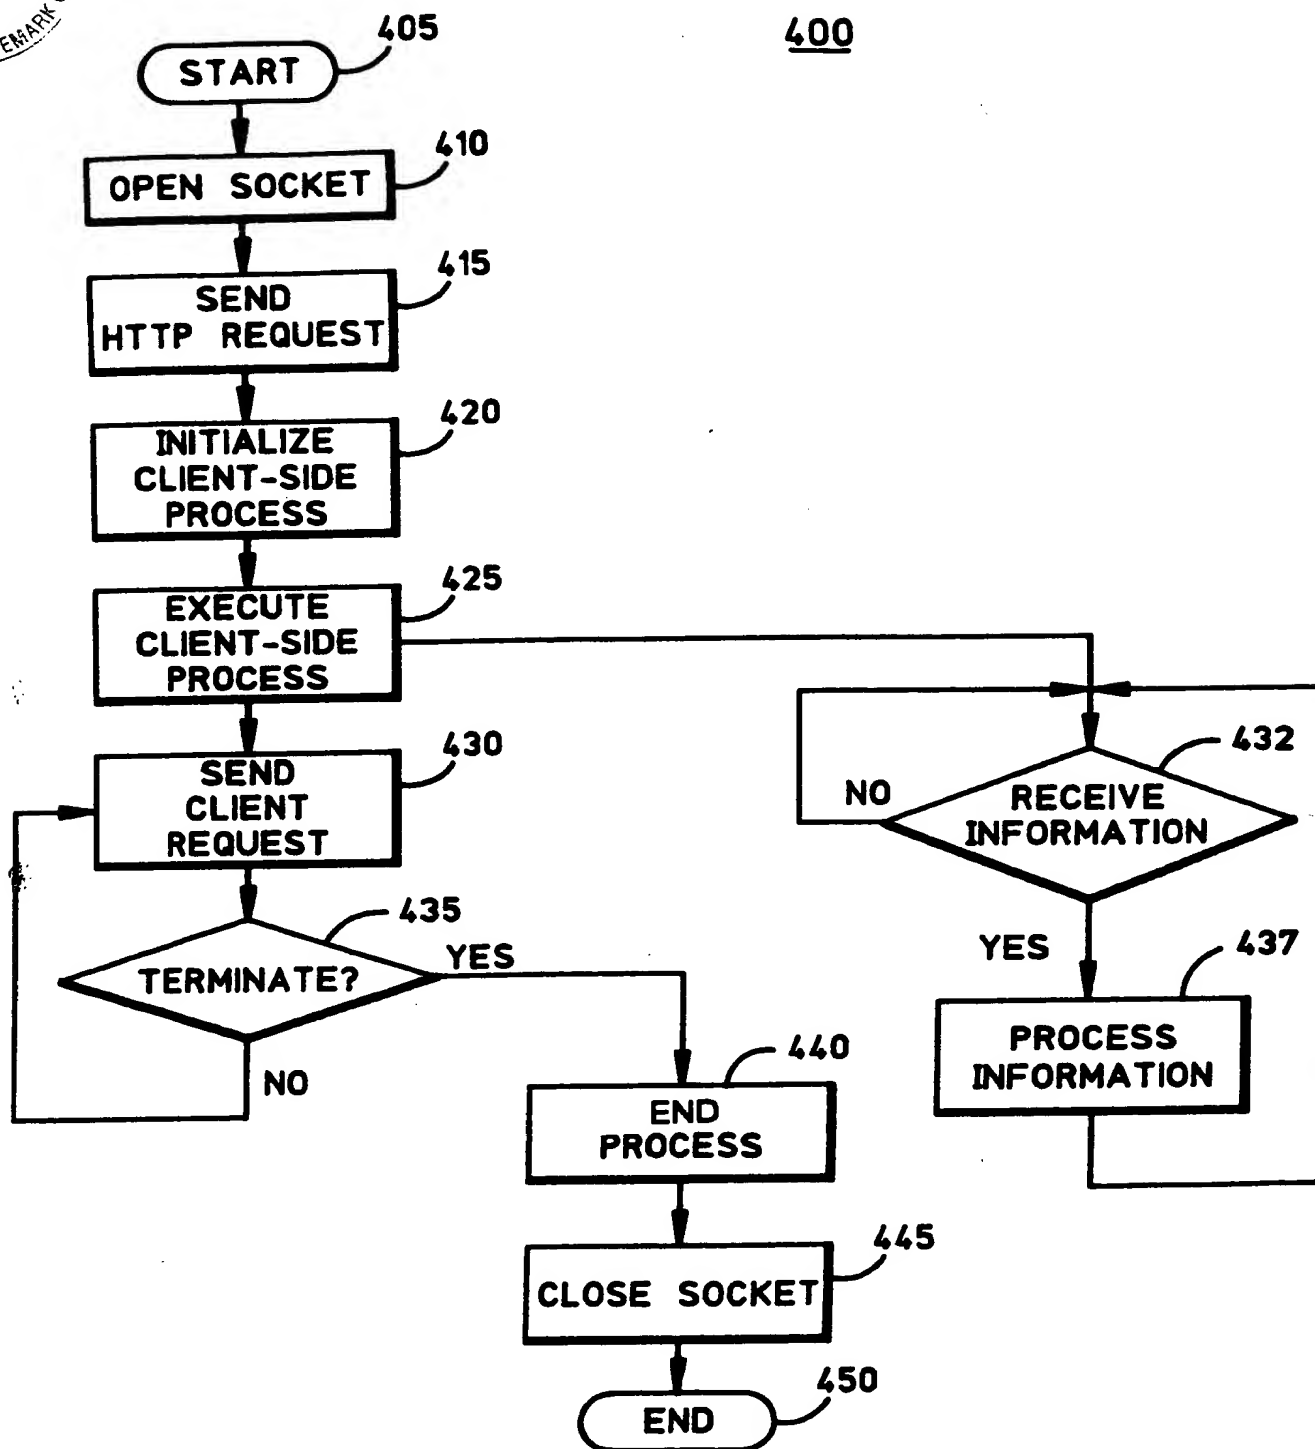 EMARK
400
START
405
OPEN SOCKET
410
SEND
HTTP REQUEST
415
INITIALIZE
CLIENT-SIDE
PROCESS
420
EXECUTE
CLIENT-SIDE
PROCESS
425
SEND
CLIENT
REQUEST
430
TERMINATE?
435
YES
NO
RECEIVE
INFORMATION
432
NO
YES
PROCESS
INFORMATION
437
END
PROCESS
440
CLOSE SOCKET
445
END
450